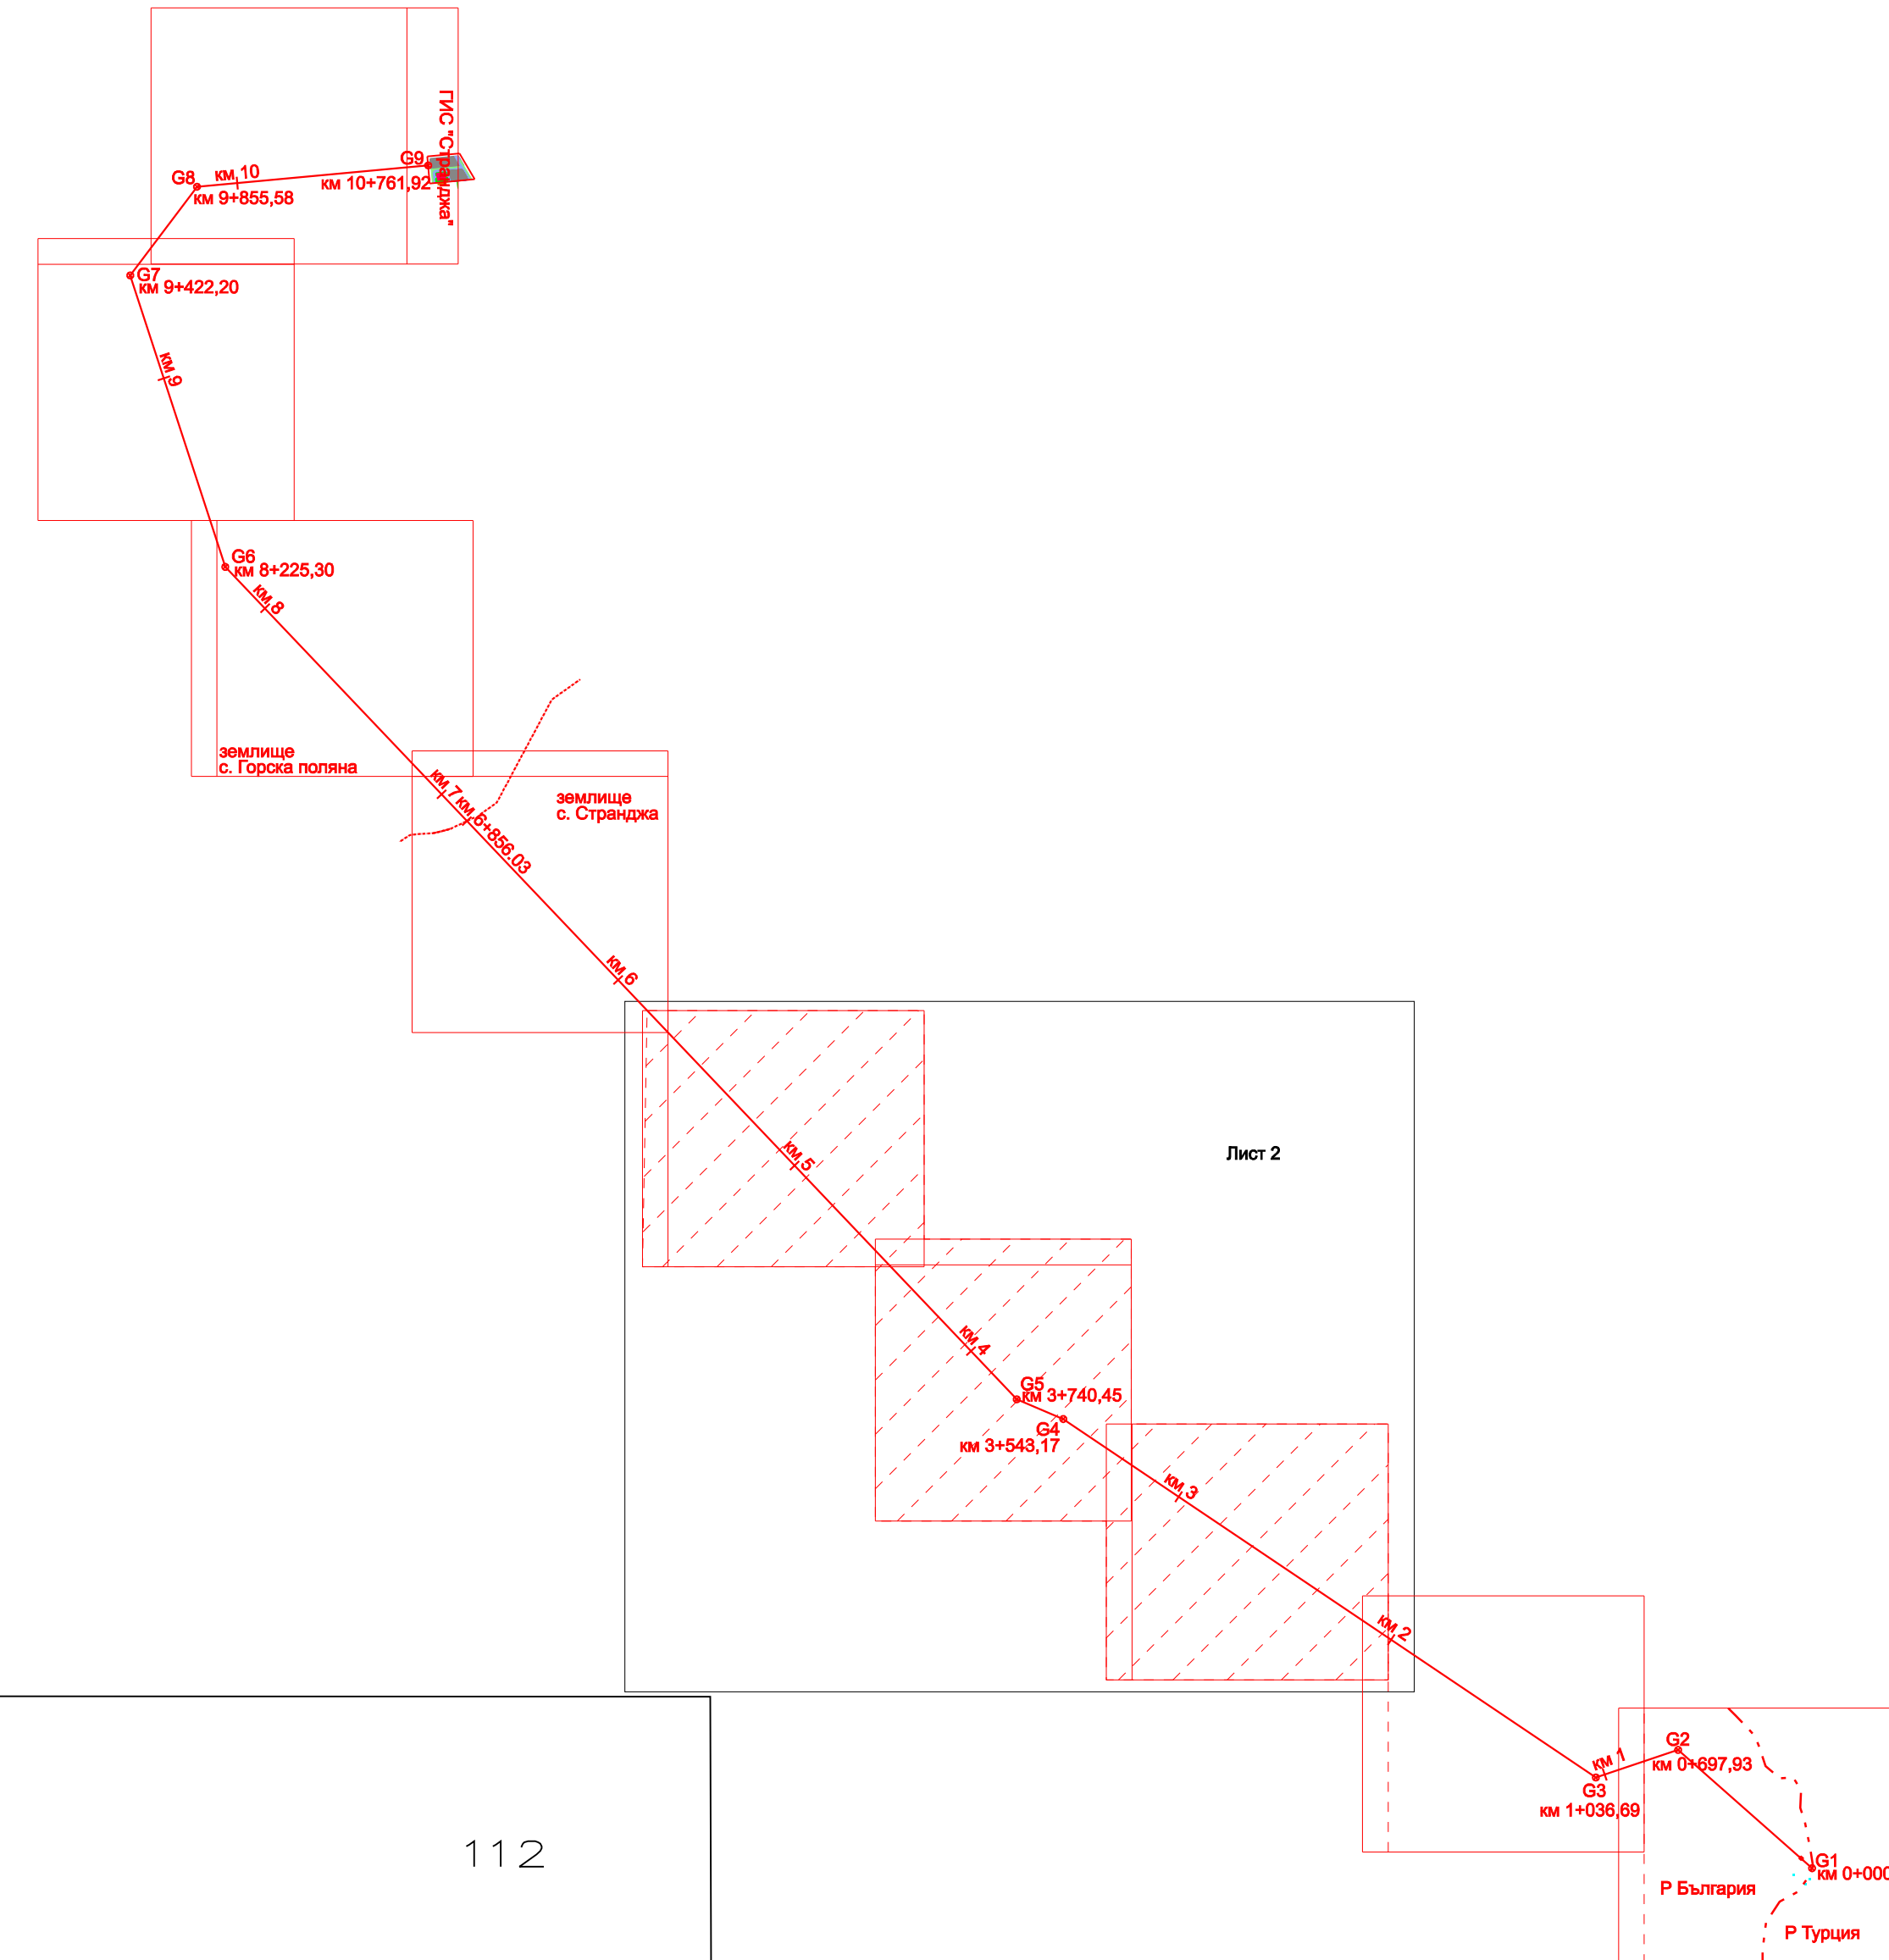 ГИС "Странджа"
G9
км 10
G8
км 10+761,92
км 9+855,58
G7
км 9+422,20
км 9
G6
км 8+225,30
км 8
землище
с. Горска поляна
км 7
км 6+856.03
землище
с. Странджа
км 6
Лист 2
км 5
км 4
G5
км 3+740,45
G4
км 3+543,17
км 3
км 2
G2
км 1
км 0+697,93
G3
км 1+036,69
112
G1
км 0+000
Р България
Р Турция